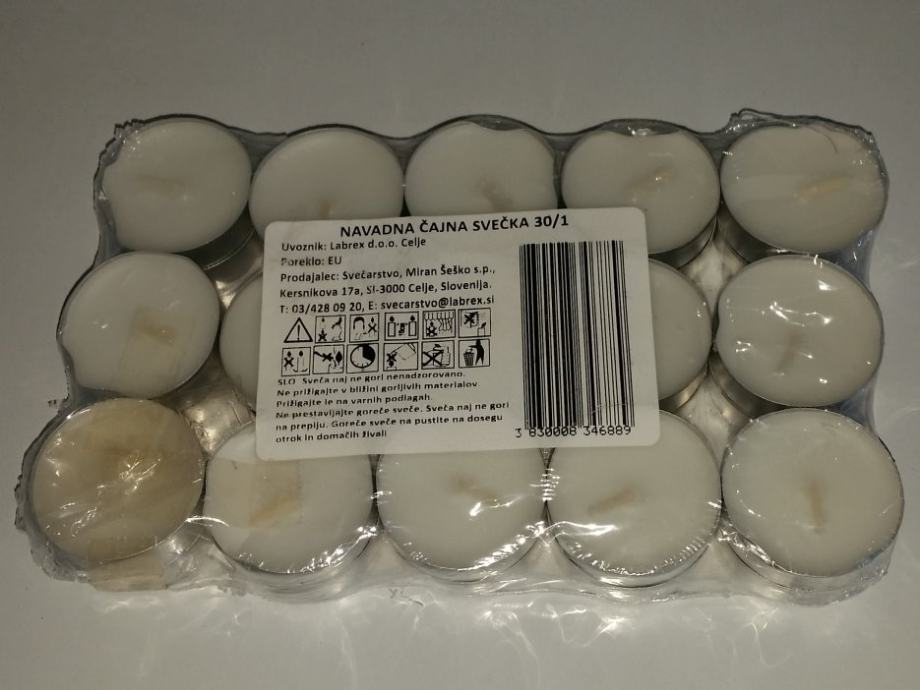 NAVADNA ČAJNA SVEČKA 30/1
Uvoznik: Labrex d.o.o. Celje
Poreklo: EU
Prodajalec: Svečarstvo, Miran Šeško s.p.,
Kersnikova 17a, SI-3000 Celje, Slovenija.
T: 03/428 09 20, E: svecarstvo@labrex.si
SLO Sveča naj ne gori nenadzorovano.
Ne prižigajte v bližini gorljivih materialov
Prižigajte le na varnih podlagah.
Ne prestavljajte goreče sveče. Sveča naj ne gori
na prepiju. Goreče sveče na pustite na dosegu
otrok in domačih živali
3 830008 346889